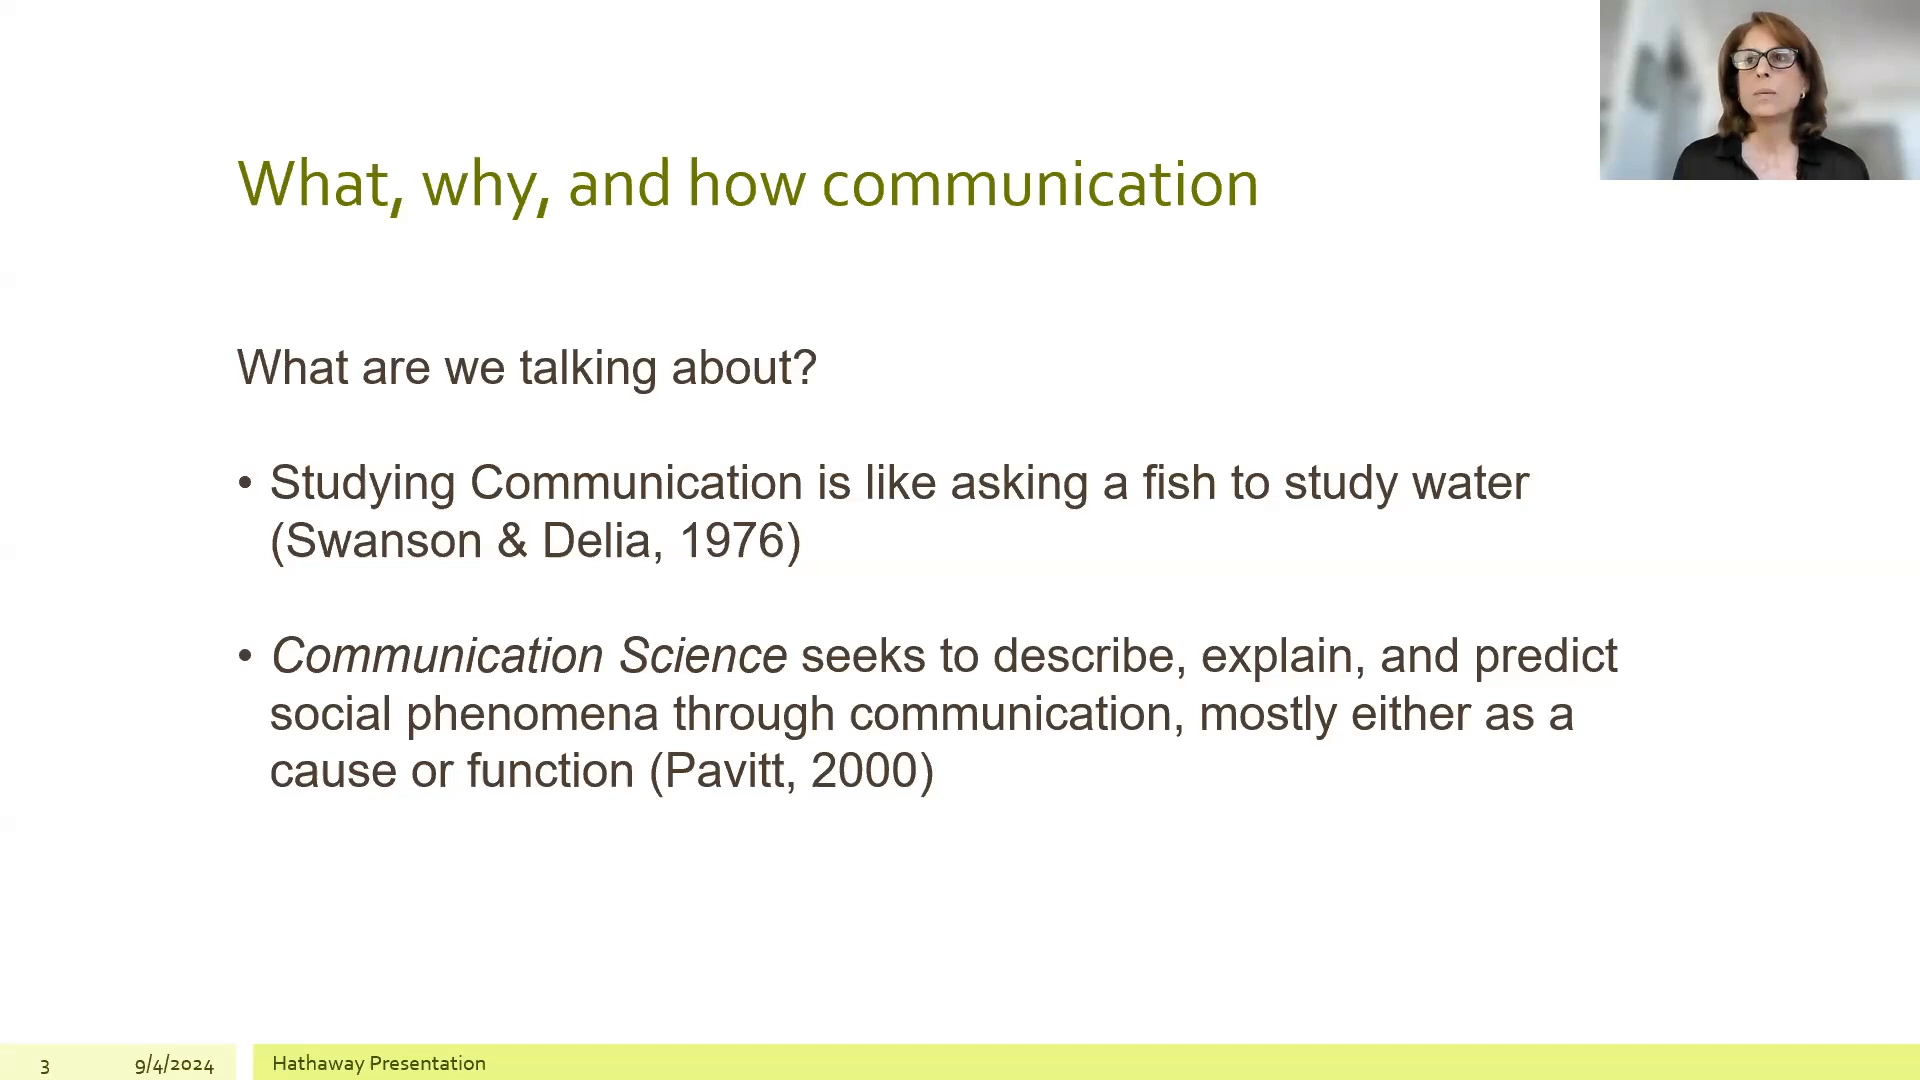 What, why, and how communication
What are we talking about?
• Studying Communication is like asking a fish to study water
(Swanson & Delia, 1976)
• Communication Science seeks to describe, explain, and predict
social phenomena through communication, mostly either as a
cause or function (Pavitt, 2000)
3 9/4/2024 Hathaway Presentation